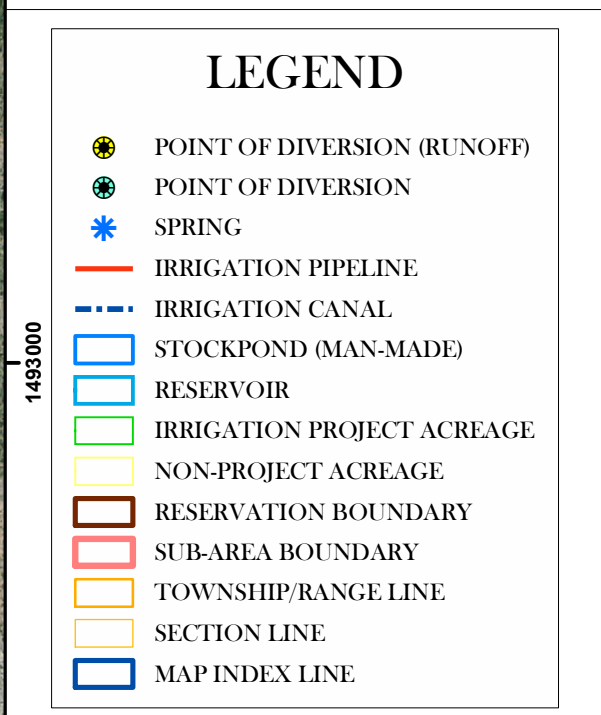 LEGEND
POINT OF DIVERSION (RUNOFF)
POINT OF DIVERSION
SPRING
IRRIGATION PIPELINE
IRRIGATION CANAL
STOCKPOND (MAN-MADE)
RESERVOIR
IRRIGATION PROJECT ACREAGE
NON-PROJECT ACREAGE
RESERVATION BOUNDARY
SUB-AREA BOUNDARY
TOWNSHIP/RANGE LINE
SECTION LINE
MAP INDEX LINE
1493000